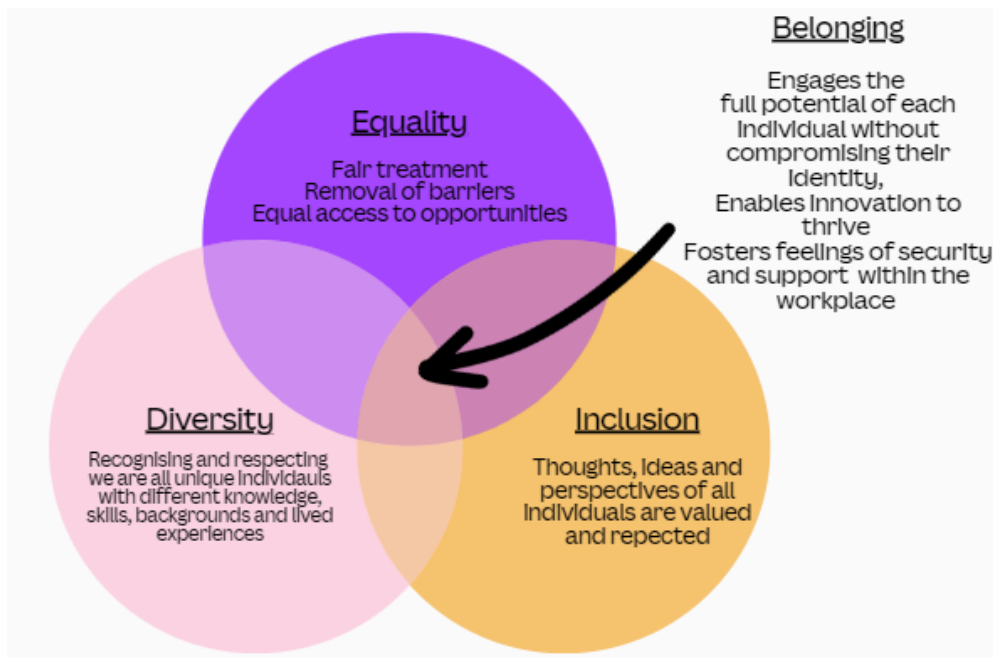 Belonging
Engages the
full potential of each
individual without
compromising their
identity,
Enables innovation to
thrive
Fosters feelings of security
and support within the
workplace
Equality
Fair treatment
Removal of barriers
Equal access to opportunities
Diversity
Recognising and respecting
we are all unique individauls
with different knowledge,
skills, backgrounds and lived
experiences
Inclusion
Thoughts, ideas and
perspectives of all
individuals are valued
and repected